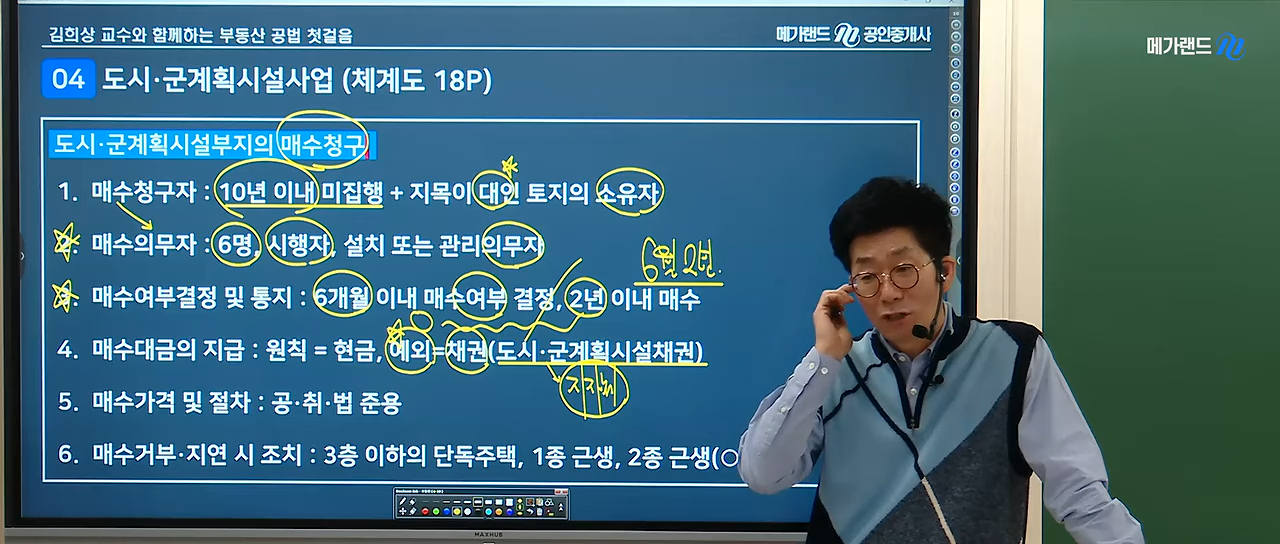 김희상 교수와 함께하는 부동산 공법 첫걸음
메가랜드 공인중개사
메가랜드
04 도시·군계획시설사업 (체계도 18P)
도시·군계획시설부지의 매수청구
1. 매수청구자 : 10년 이내 미집행 + 지목이 대인 토지의 소유자
2. 매수의무자 : 6명, 시행자, 설치 또는 관리의무자
6월 2년.
3. 매수여부결정 및 통지 : 6개월 이내 매수여부 결정, 2년 이내 매수
4. 매수대금의 지급 : 원칙 = 현금, 예외=채권(도시·군계획시설채권)
지자체
5. 매수가격 및 절차 : 공·취·법 준용
6. 매수거부·지연 시 조치 : 3층 이하의 단독주택, 1종 근생, 2종 근생(○
MAXHUB